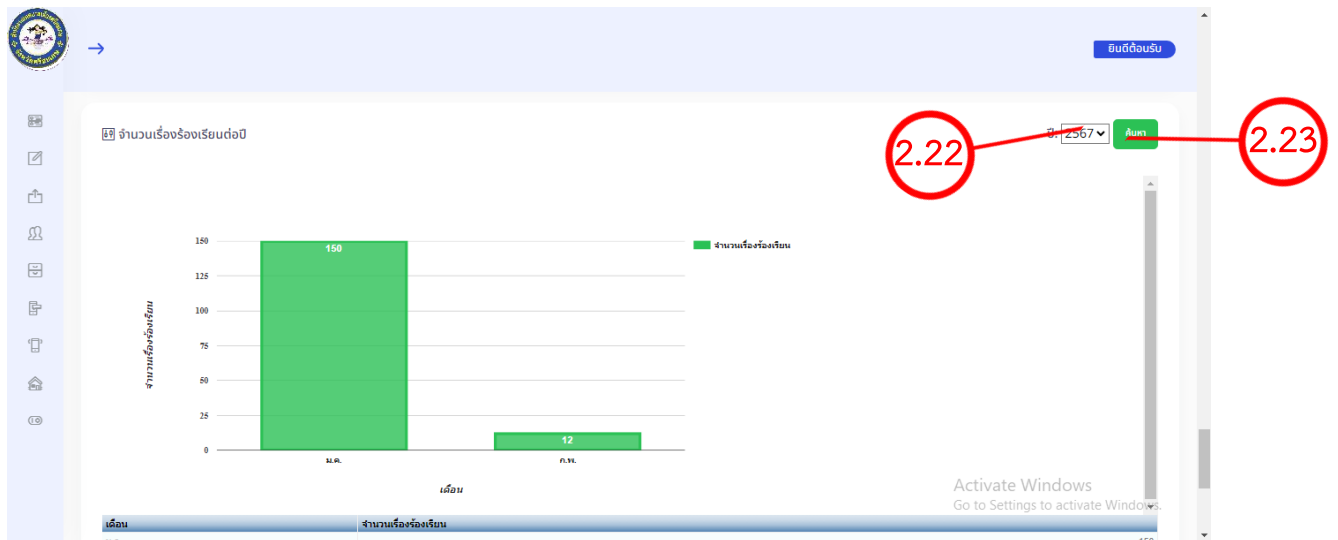 ยินดีต้อนรับ
จำนวนเรื่องร้องเรียนต่อปี
ปี: 2567 ค้นหา
2.22
2.23
150
125
100
75
50
25
0
จำนวนเรื่องร้องเรียน
150
12
ม.ค.
ก.พ.
เดือน
จำนวนเรื่องร้องเรียน
Activate Windows
Go to Settings to activate Windows.
เดือน จำนวนเรื่องร้องเรียน